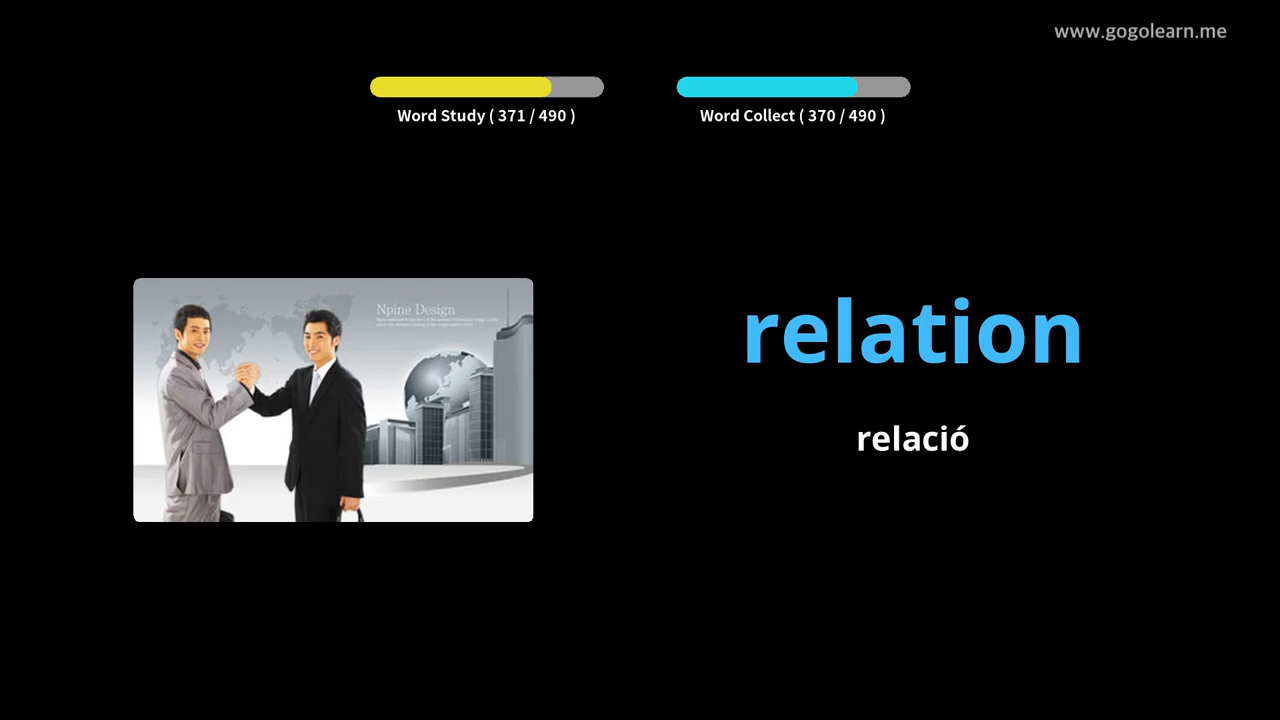 www.gogolearn.me
Word Study ( 371 / 490 )
Word Collect ( 370 / 490 )
Npine Design
relation
relació